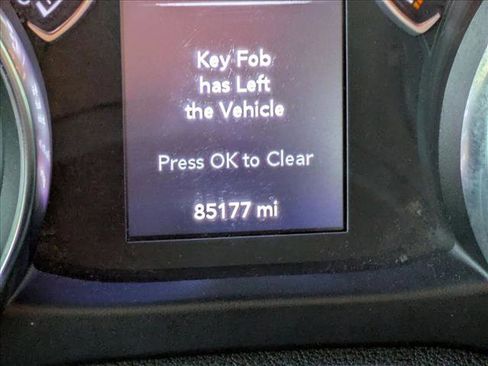 Key Fob
has Left
the Vehicle
Press OK to Clear
85177 mi